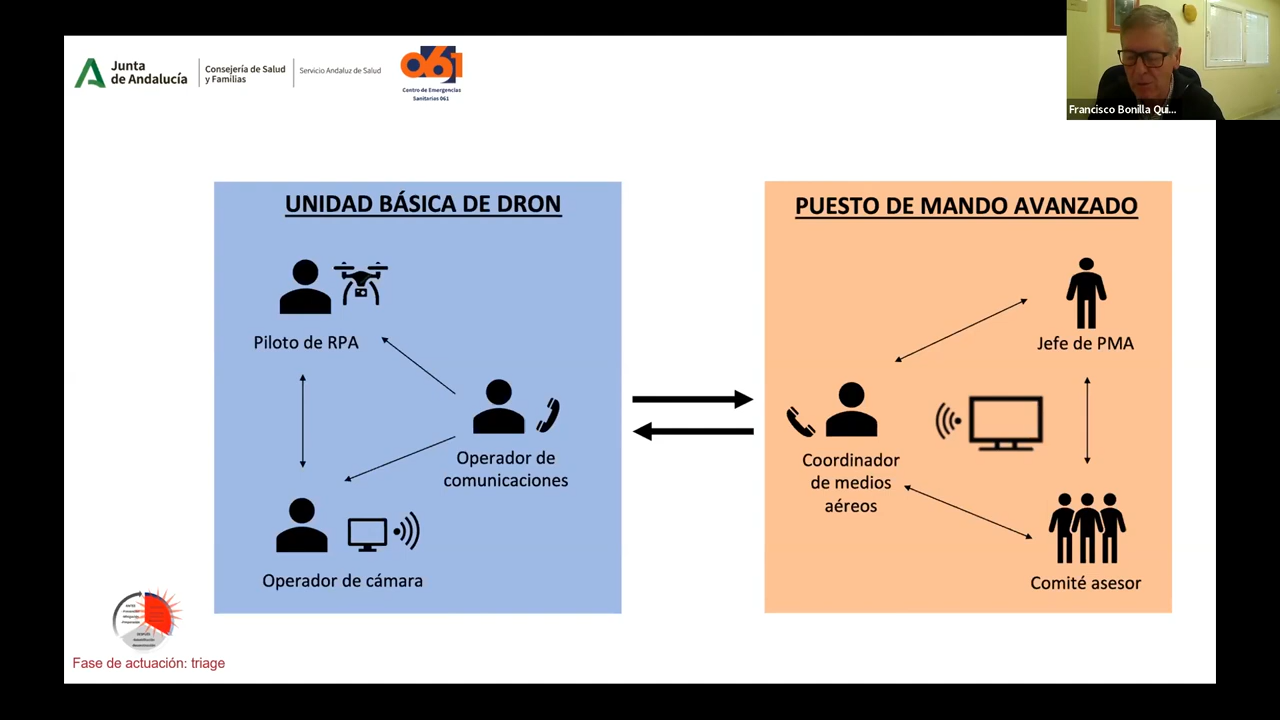 Junta
de Andalucía
Consejería de Salud
y Familias
Servicio Andaluz de Salud
061
Centro de Emergencias
Sanitarias 061
Francisco Bonilla Qui...
UNIDAD BÁSICA DE DRON
Piloto de RPA
Operador de
comunicaciones
Operador de cámara
PUESTO DE MANDO AVANZADO
Jefe de PMA
Coordinador
de medios
aéreos
Comité asesor
Fase de actuación: triage